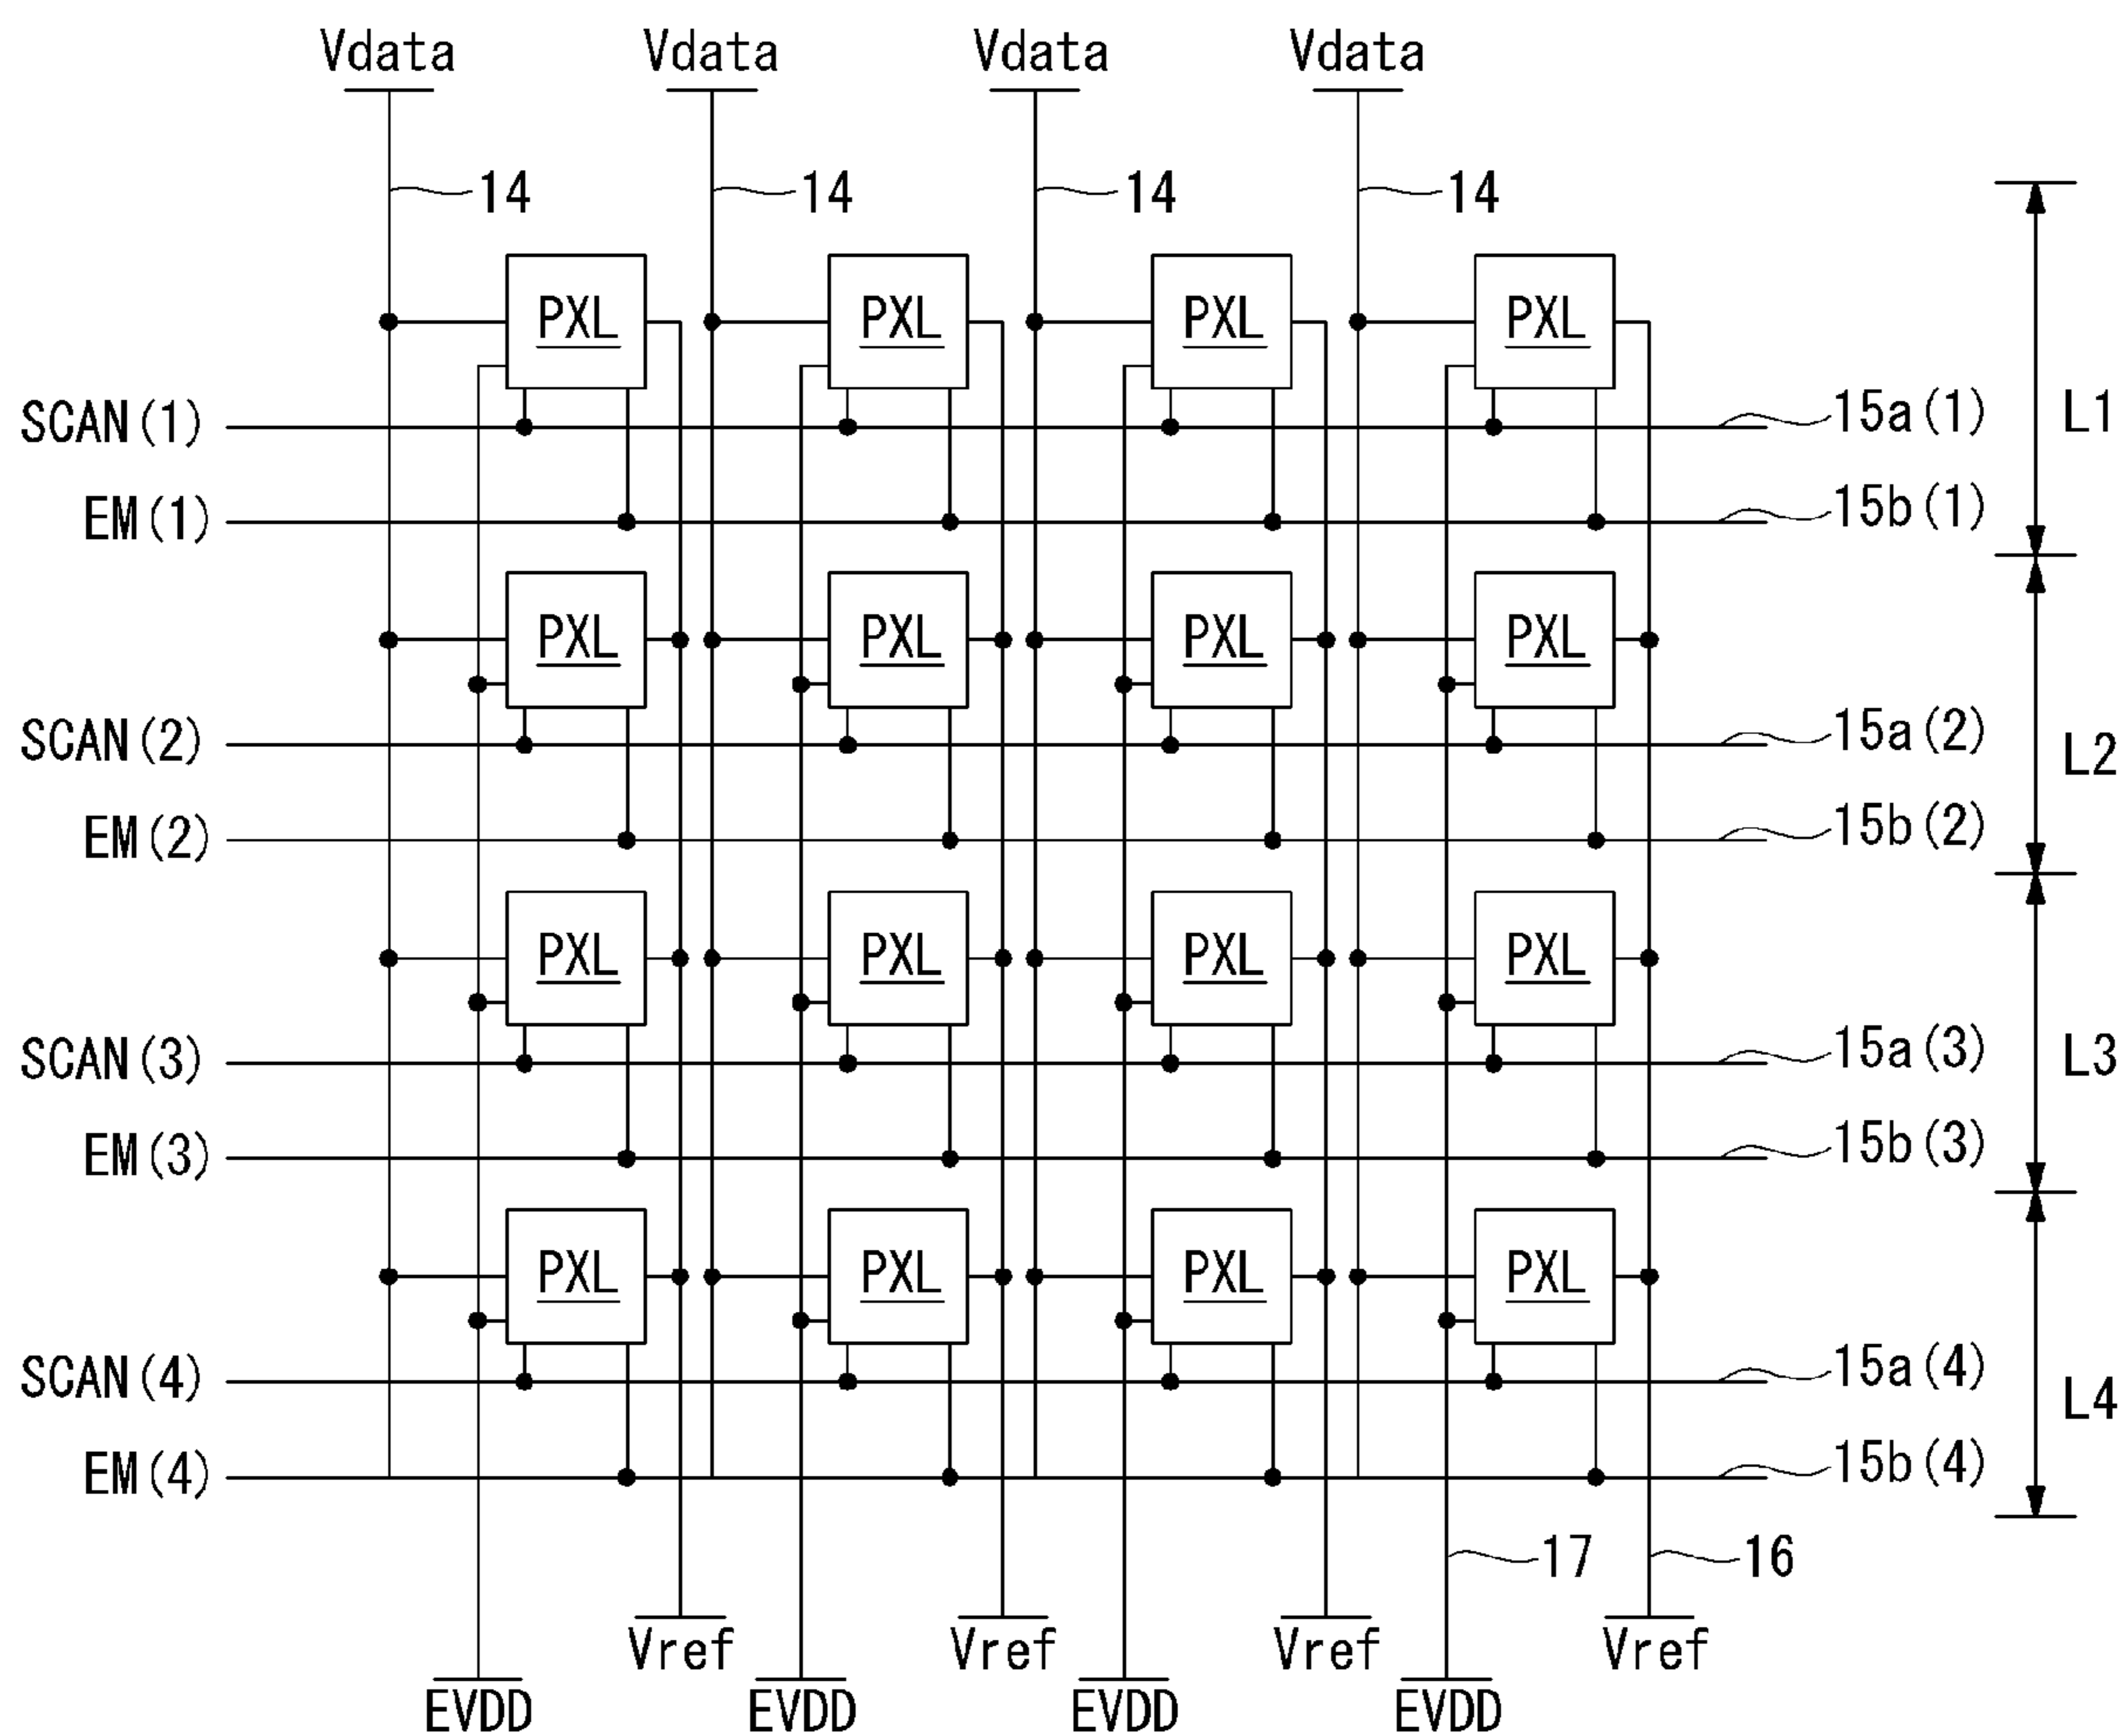 Vdata Vdata Vdata Vdata
14 14 14 14
PXL PXL PXL PXL
SCAN(1) 15a(1) L1
EM(1) 15b(1)
PXL PXL PXL PXL
SCAN(2) 15a(2) L2
EM(2) 15b(2)
PXL PXL PXL PXL
SCAN(3) 15a(3) L3
EM(3) 15b(3)
PXL PXL PXL PXL
SCAN(4) 15a(4) L4
EM(4) 15b(4)
17 16
Vref Vref Vref Vref
EVDD EVDD EVDD EVDD